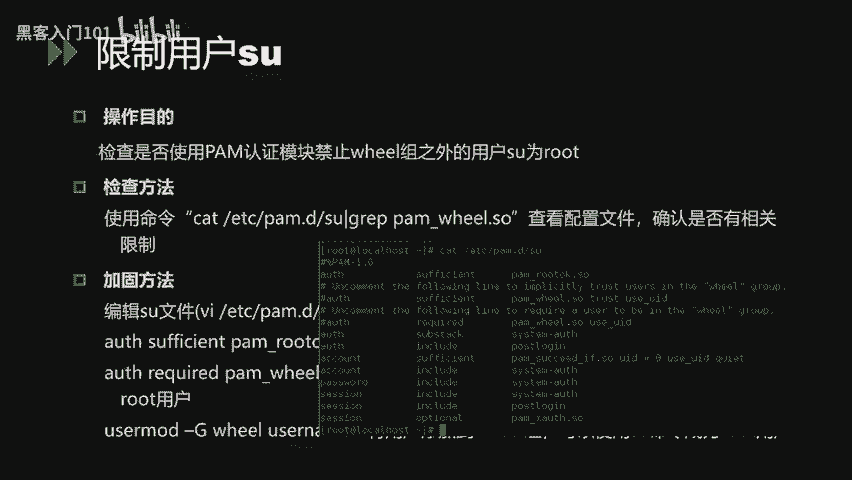 黑客入门101 bilibili
限制用户su
操作目的
检查是否使用PAM认证模块禁止wheel组之外的用户su为root
检查方法
使用命令“cat /etc/pam.d/su|grep pam_wheel.so”查看配置文件，确认是否有相关
限制
加固方法
编辑su文件(vi /etc/pam.d/
auth sufficient pam_rootc
auth required pam_wheel
root用户
usermod –G wheel userna
[root@localhost ~]# cat /etc/pam.d/su
#%PAM-1.0
auth sufficient pam_rootok.so
# Uncomment the following line to implicitly trust users in the "wheel" group.
#auth sufficient pam_wheel.so trust use_uid
# Uncomment the following line to require a user to be in the "wheel" group.
#auth required pam_wheel.so use_uid
auth substack system-auth
auth include postlogin
account sufficient pam_succeed_if.so uid = 0 use_uid quiet
account include system-auth
password include system-auth
session include system-auth
session include postlogin
session optional pam_xauth.so
[root@localhost ~]#